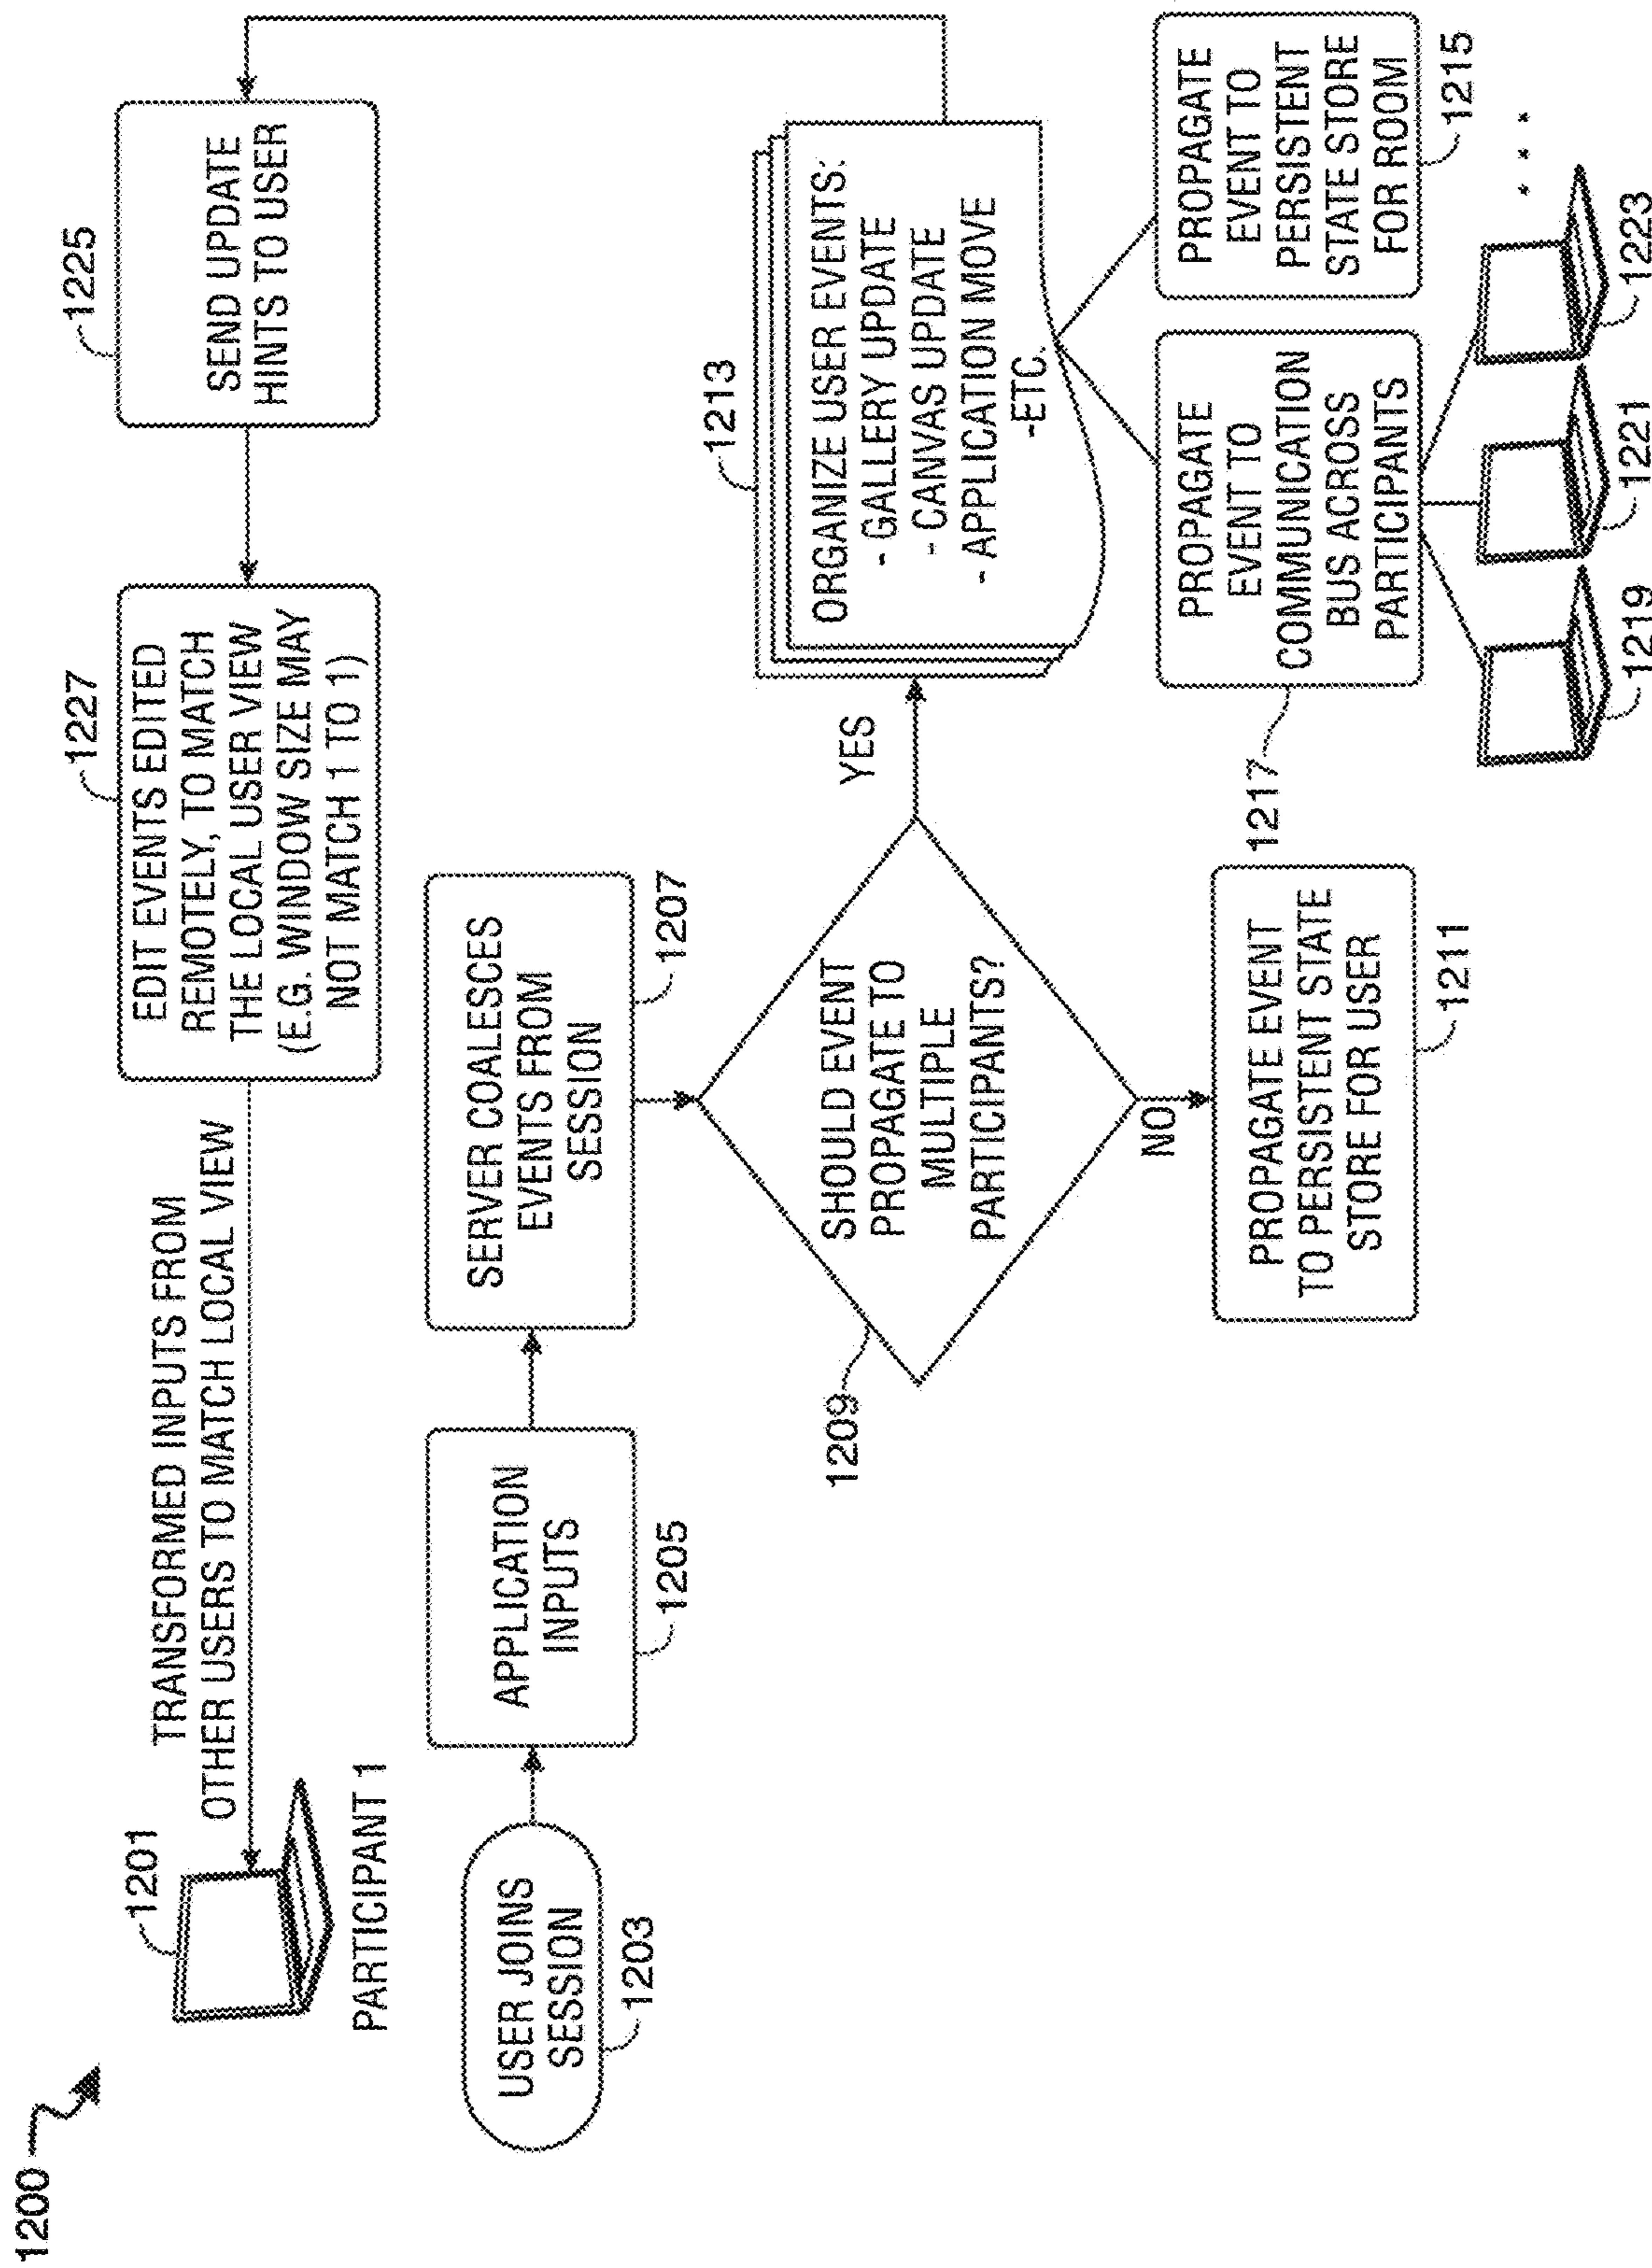 1200
1201
PARTICIPANT 1
TRANSFORMED INPUTS FROM
OTHER USERS TO MATCH LOCAL VIEW
1227
EDIT EVENTS EDITED
REMOTELY, TO MATCH
THE LOCAL USER VIEW
(E.G. WINDOW SIZE MAY
NOT MATCH 1 TO 1)
1225
SEND UPDATE
HINTS TO USER
USER JOINS
SESSION
1203
APPLICATION
INPUTS
1205
SERVER COALESCES
EVENTS FROM
SESSION
1207
SHOULD EVENT
PROPAGATE TO
MULTIPLE
PARTICIPANTS?
1209
YES
NO
1213
ORGANIZE USER EVENTS:
- GALLERY UPDATE
- CANVAS UPDATE
- APPLICATION MOVE
-ETC.
PROPAGATE EVENT
TO PERSISTENT STATE
STORE FOR USER
1211
1217
PROPAGATE
EVENT TO
COMMUNICATION
BUS ACROSS
PARTICIPANTS
PROPAGATE
EVENT TO
PERSISTENT
STATE STORE
FOR ROOM
1215
1219
1221
1223